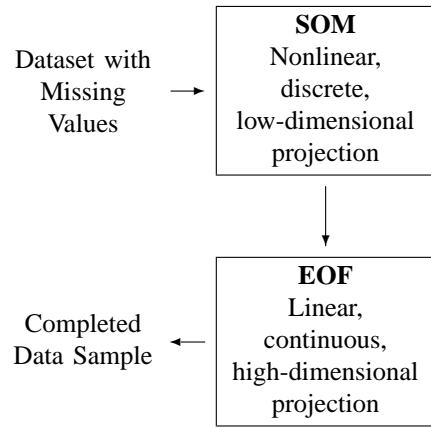 Dataset with
Missing
Values
SOM
Nonlinear,
discrete,
low-dimensional
projection
EOF
Linear,
continuous,
high-dimensional
projection
Completed
Data Sample